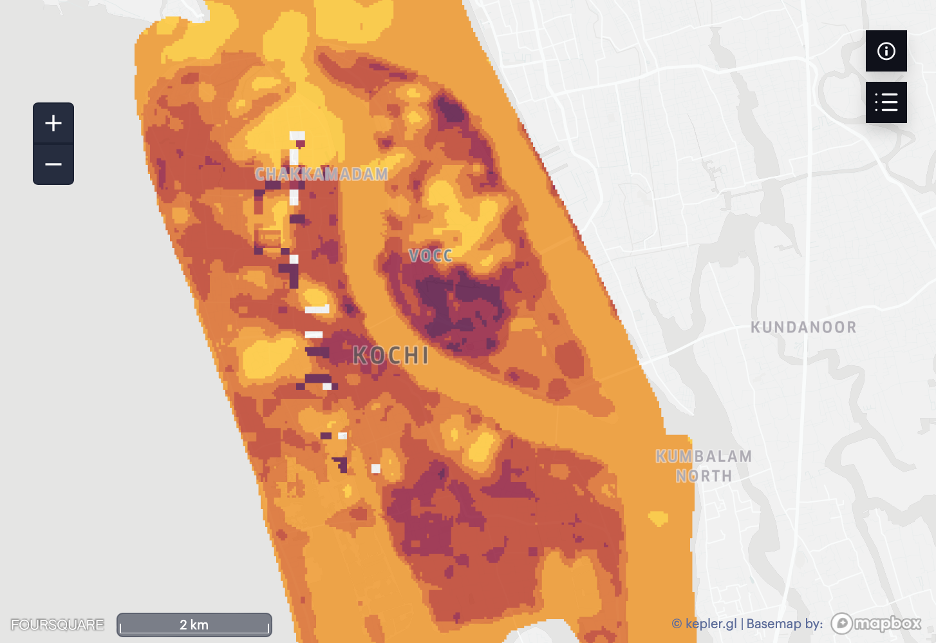 +
CHAKKAMADAM
−
VOCC
KUNDANOOR
KOCHI
KUMBALAM
NORTH
FOURSQUARE
2 km
© kepler.gl | Basemap by: mapbox